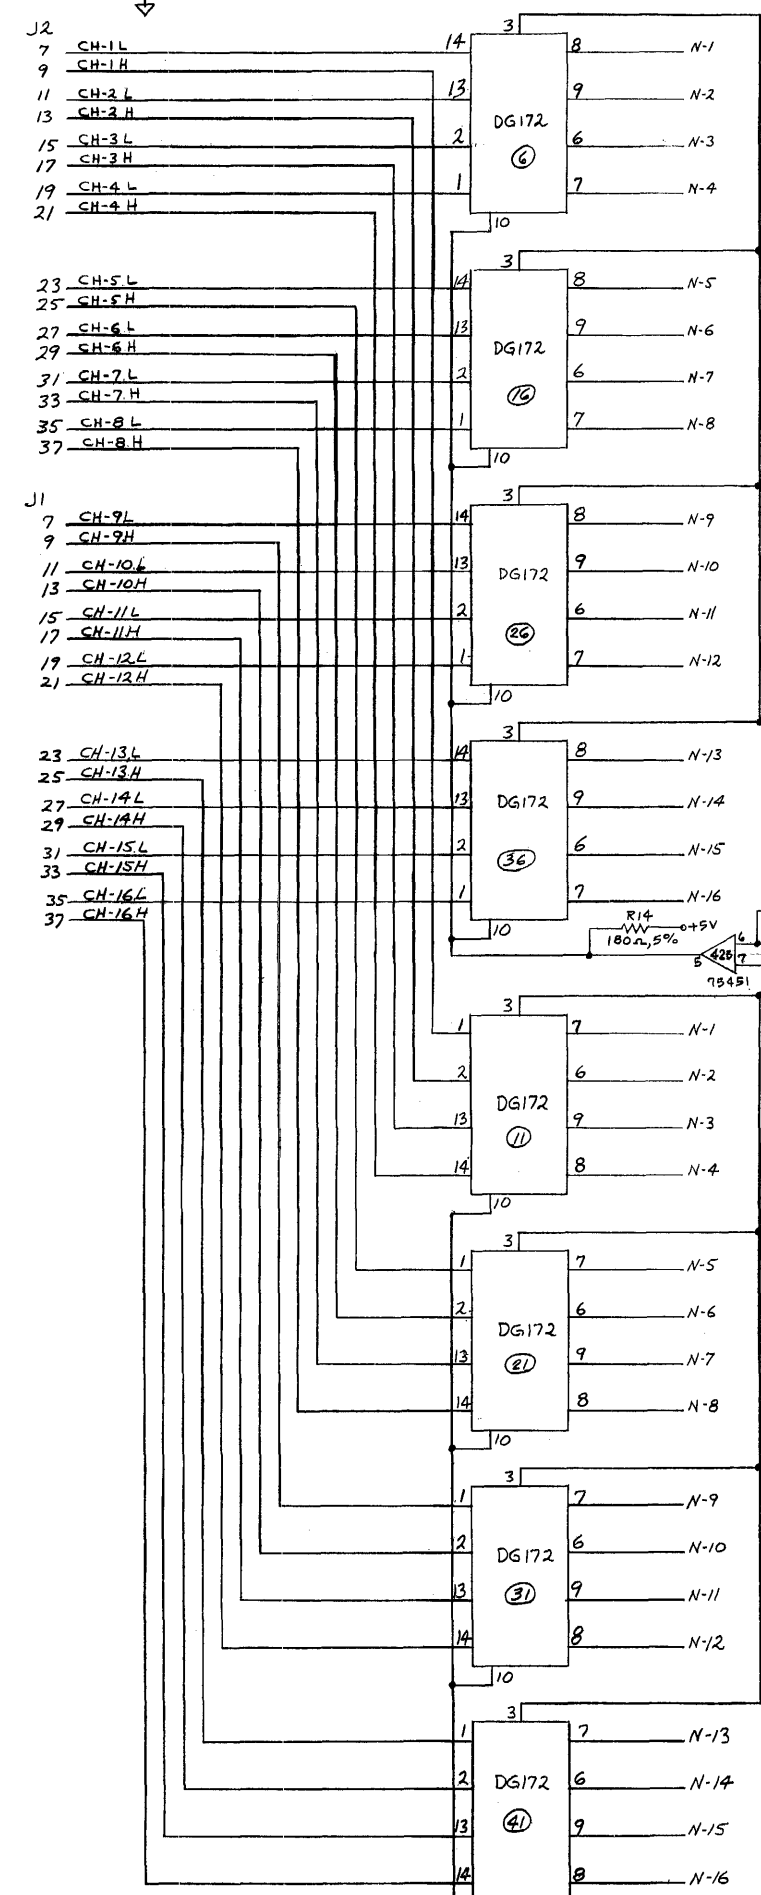 J2
3
7 CH-1L 14 8 N-1
9 CH-1H
11 CH-2L 13 9 N-2
13 CH-2H
DG172
15 CH-3L 2 6 N-3
17 CH-3H 6
19 CH-4L 1 7 N-4
21 CH-4H
10
3
23 CH-5L 14 8 N-5
25 CH-5H
27 CH-6L 13 9 N-6
29 CH-6H DG172
31 CH-7L 2 6 N-7
33 CH-7H 16
35 CH-8L 1 7 N-8
37 CH-8H
10
J1
3
7 CH-9L 14 8 N-9
9 CH-9H
11 CH-10L 13 DG172 9 N-10
13 CH-10H
15 CH-11L 2 6 N-11
17 CH-11H 26
19 CH-12L 1 7 N-12
21 CH-12H 10
3
23 CH-13L 14 8 N-13
25 CH-13H
27 CH-14L 13 DG172 9 N-14
29 CH-14H
31 CH-15L 2 6 N-15
33 CH-15H 36
35 CH-16L 1 7 N-16
37 CH-16H
10
R14
+5V
180Ω, 5%
6
5 42B 7
75451
3
1 7 N-1
2 6 N-2
DG172
13 11 9 N-3
14 8 N-4
10
3
1 7 N-5
2 6 N-6
DG172
13 21 9 N-7
14 8 N-8
10
3
1 7 N-9
2 DG172 6 N-10
13 31 9 N-11
14 8 N-12
10
3
1 7 N-13
2 DG172 6 N-14
13 41 9 N-15
14 8 N-16